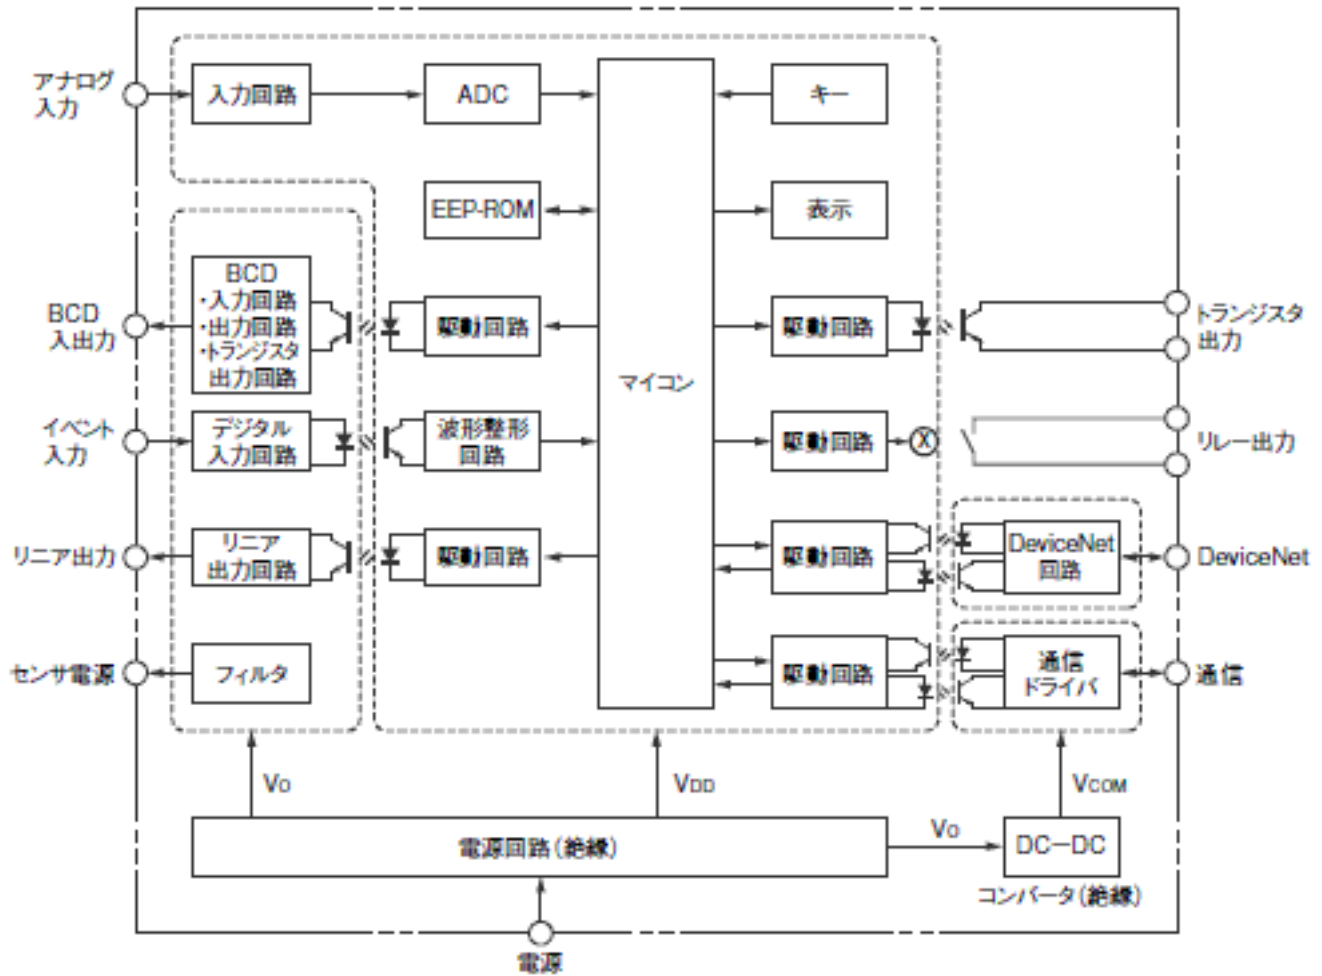 アナログ
入力
入力回路
ADC
キー
EEP-ROM
表示
BCD
入出力
BCD
・入力回路
・出力回路
・トランジスタ
出力回路
駆動回路
マイコン
駆動回路
トランジスタ
出力
イベント
入力
デジタル
入力回路
波形整形
回路
駆動回路
X
リレー出力
リニア出力
リニア
出力回路
駆動回路
駆動回路
DeviceNet
回路
DeviceNet
センサ電源
フィルタ
駆動回路
通信
ドライバ
通信
VO
VDD
VCOM
電源回路(絶縁)
VO
DC−DC
コンバータ(絶縁)
電源